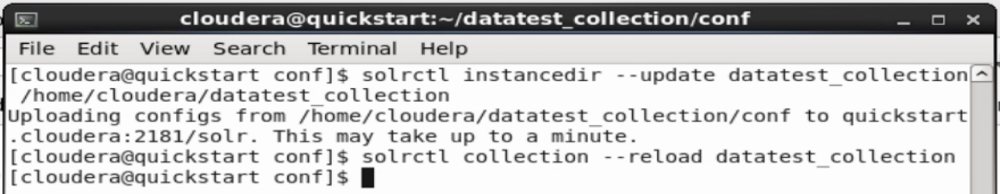 cloudera@quickstart:~/datatest_collection/conf
File Edit View Search Terminal Help
[cloudera@quickstart conf]$ solrctl instancedir --update datatest_collection
/home/cloudera/datatest_collection
Uploading configs from /home/cloudera/datatest_collection/conf to quickstart
.cloudera:2181/solr. This may take up to a minute.
[cloudera@quickstart conf]$ solrctl collection --reload datatest_collection
[cloudera@quickstart conf]$